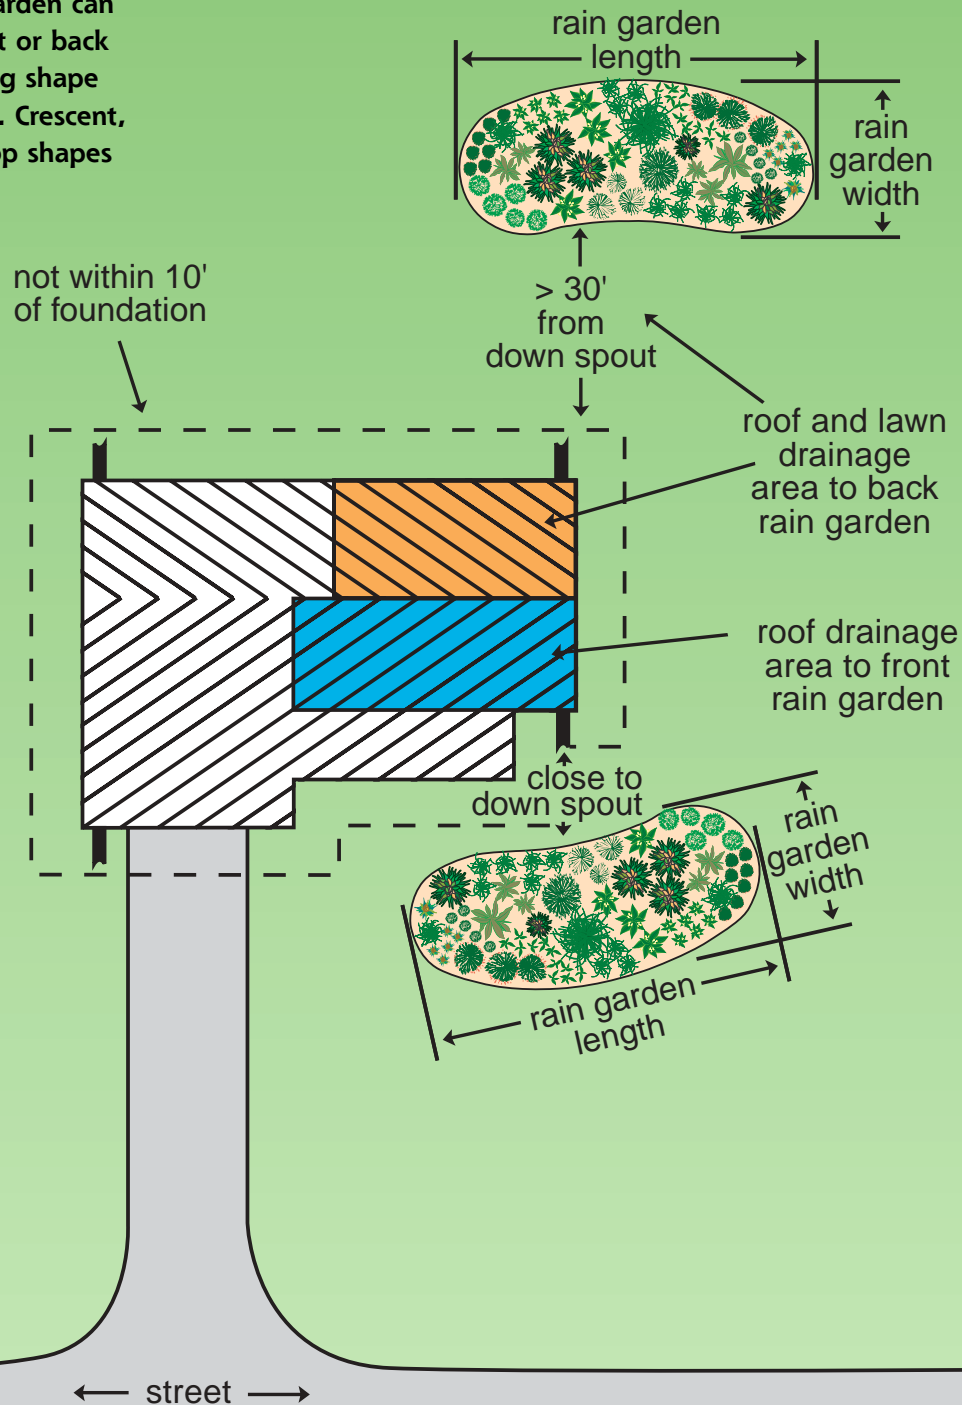 arden can
t or back
g shape
. Crescent,
op shapes
rain garden
length
rain
garden
width
not within 10'
of foundation
> 30'
from
down spout
roof and lawn
drainage
area to back
rain garden
roof drainage
area to front
rain garden
close to
down spout
rain
garden
width
rain garden
length
street